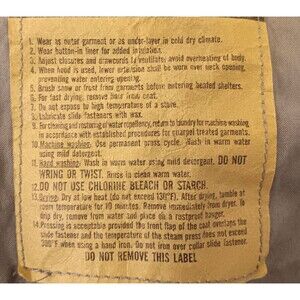 1. Wear as outer garment or as under-layer in cold dry climate.
2. Wear button-in liner for added insulation.
3. Adjust closures and drawcords to ventilate avoid overheating of body.
4. When hood is used, lower extension shall be worn over neck opening,
preventing water entering opening.
5. Brush snow or frost from garments before entering heated shelters.
6. For fast drying, remove liner from coat.
7. Do not expose to high temperature of a stove.
8. Lubricate slide fasteners with wax.
9. For cleaning and restoring of water repellency, return to laundry for machine washing
in accordance with established procedures for quarpel treated garments.
10. Machine washing: Use permanent press cycle. Wash in warm water
using mild detergent.
11. Hand washing: Wash in warm water using mild detergent. DO NOT
WRING OR TWIST. Rinse in clean warm water.
12. DO NOT USE CHLORINE BLEACH OR STARCH.
13. Drying: Dry at low heat (do not exceed 130°F). After drying, tumble at
room temperature for 10 minutes. Remove immediately from dryer. To
drip dry, remove from water and place on a rustproof hanger.
14. Pressing is acceptable provided the front flap of the coat overlaps the
slide fastener and the temperature of the steam press does not exceed
300°F when using a hand iron. Do not iron over collar slide fastener.
DO NOT REMOVE THIS LABEL